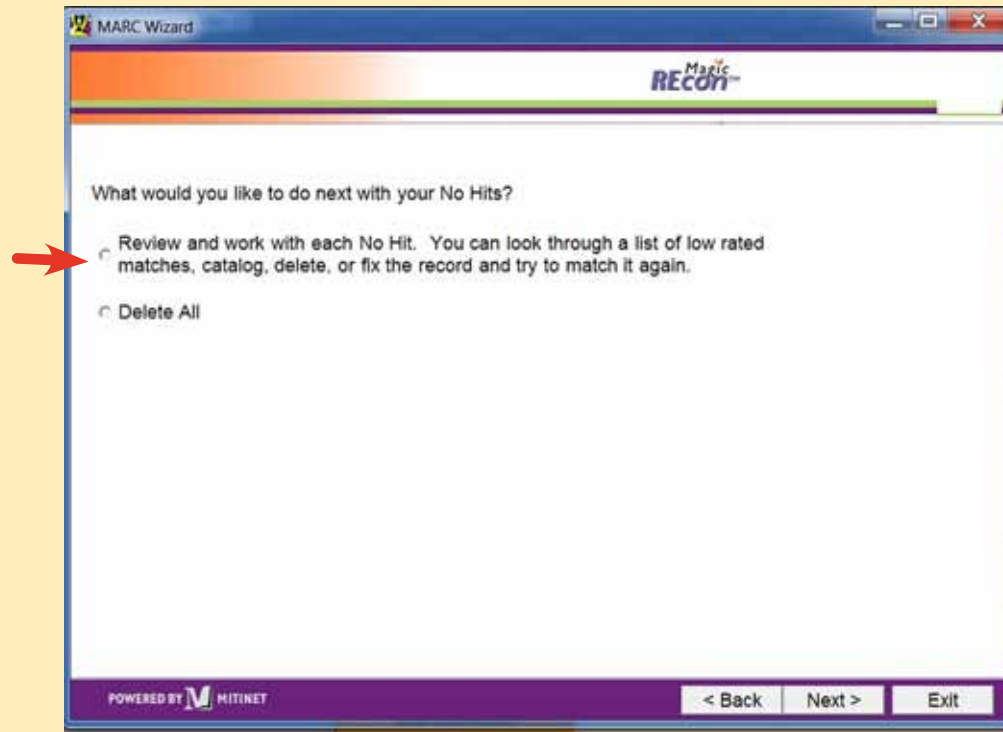 MARC Wizard
Magic
REcon™
What would you like to do next with your No Hits?
Review and work with each No Hit. You can look through a list of low rated
matches, catalog, delete, or fix the record and try to match it again.
Delete All
POWERED BY M MITINET
< Back Next > Exit